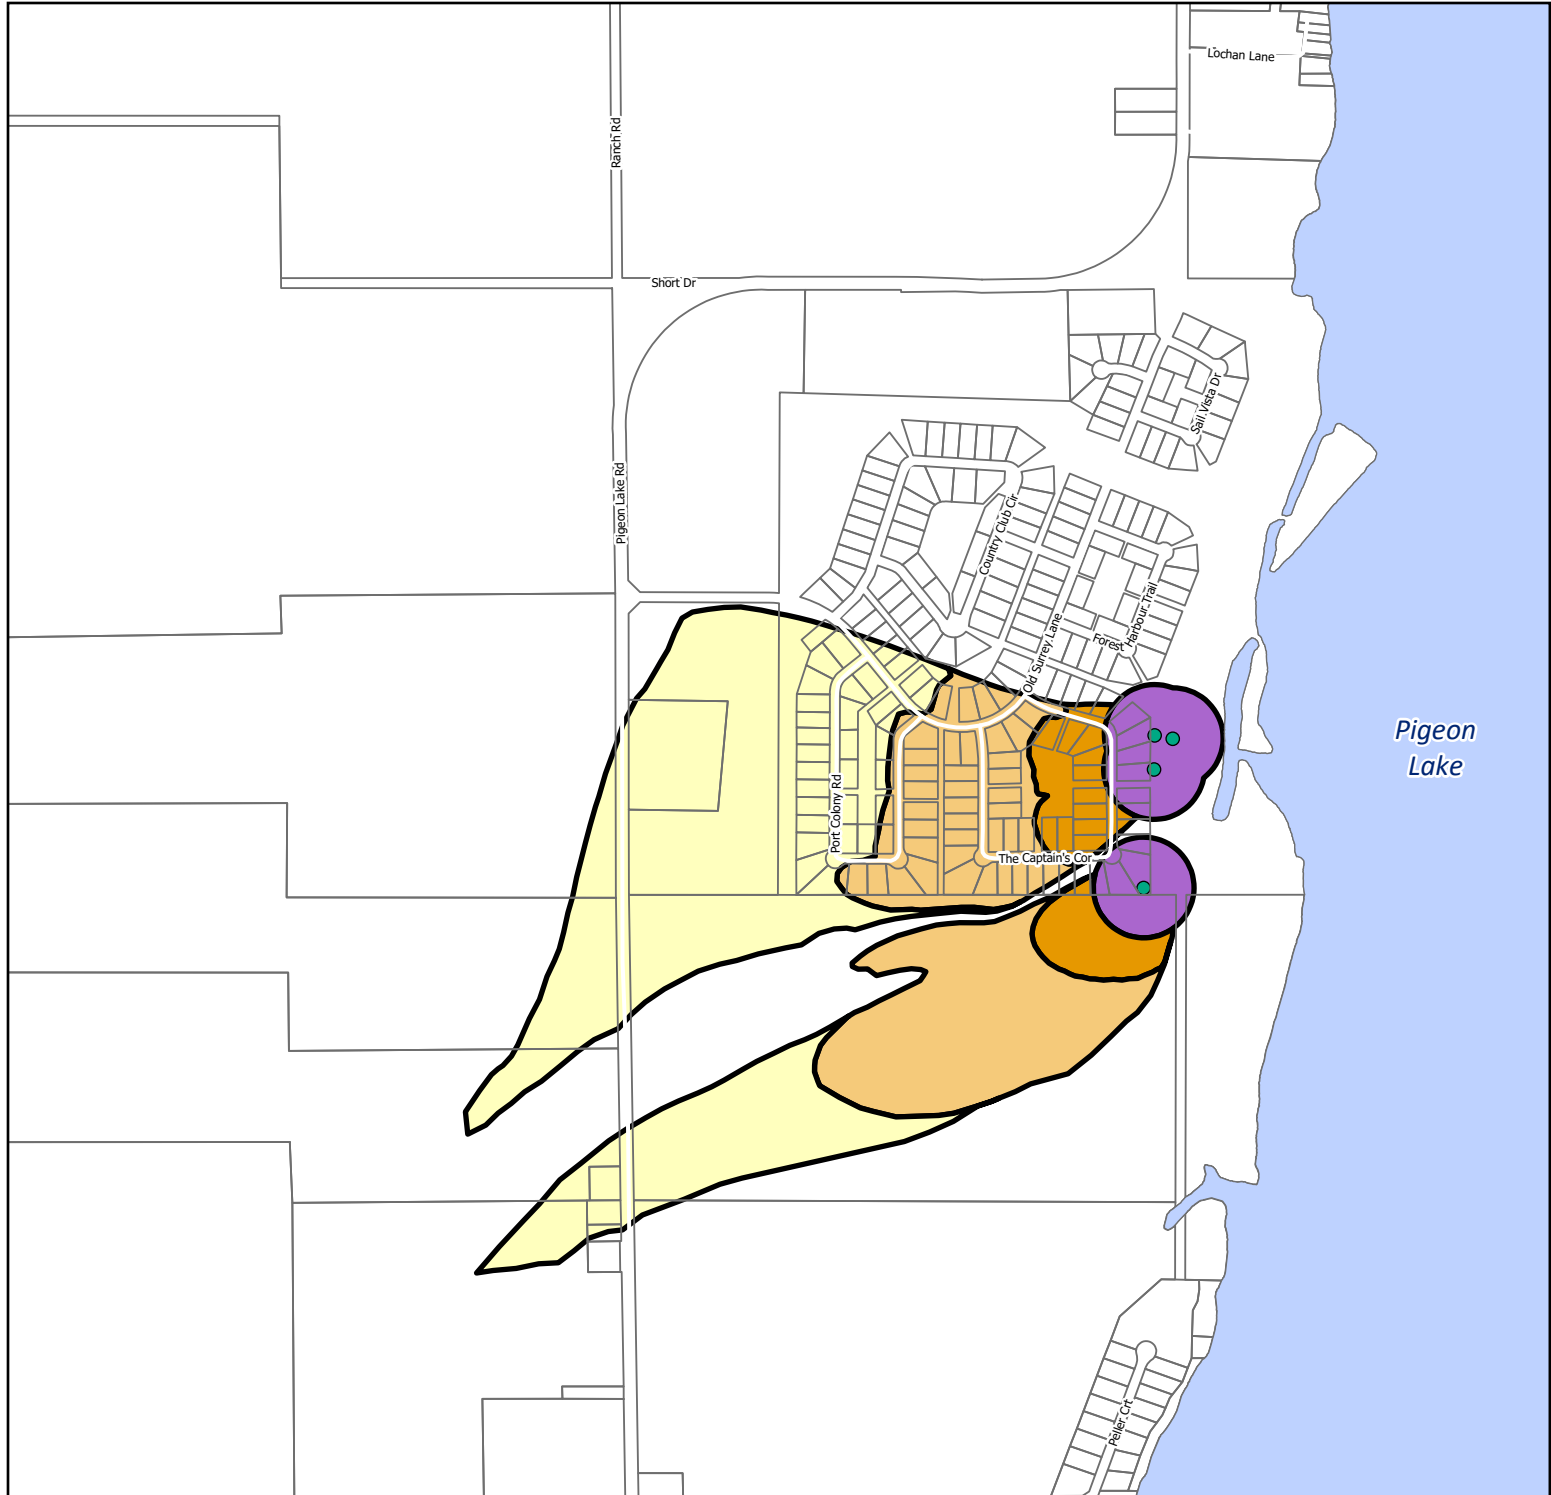 Lochan Lane
Ranch Rd
Short Dr
Sail Vista Dr
Pigeon Lake Rd
Country Club Cir
Harbour Trail
Forest
Old Surrey Lane
Pigeon
Lake
Port Colony Rd
The Captain's Cor
Peller Crt